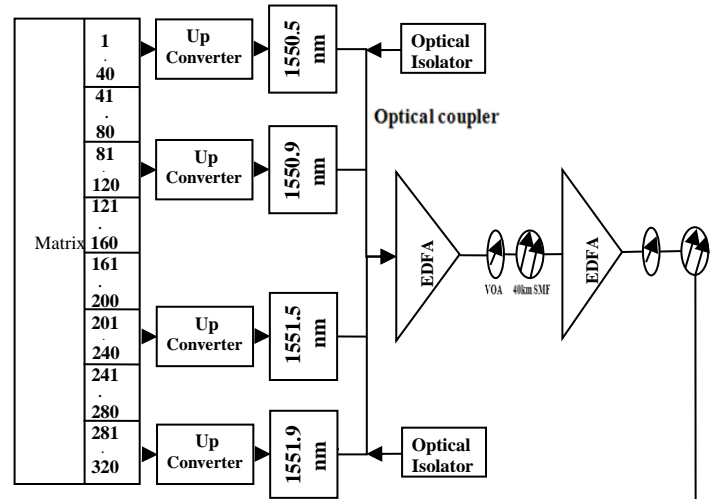 Matrix
1
.
40
41
.
80
81
.
120
121
.
160
161
.
200
201
.
240
241
.
280
281
.
320
Up
Converter
1550.5
nm
Optical
Isolator
Optical coupler
Up
Converter
1550.9
nm
EDFA
VOA
40km SMF
EDFA
Up
Converter
1551.5
nm
Up
Converter
1551.9
nm
Optical
Isolator